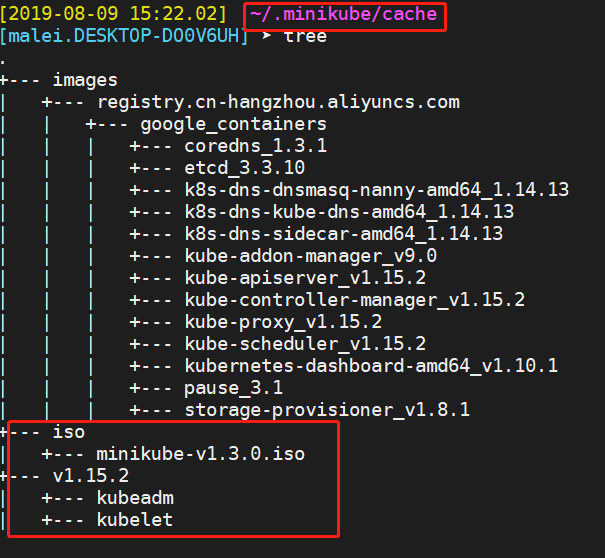 [2019-08-09 15:22.02] ~/.minikube/cache
[malei.DESKTOP-DO0V6UH] ➤ tree
.
+--- images
|   +--- registry.cn-hangzhou.aliyuncs.com
|   |   +--- google_containers
|   |   |   +--- coredns_1.3.1
|   |   |   +--- etcd_3.3.10
|   |   |   +--- k8s-dns-dnsmasq-nanny-amd64_1.14.13
|   |   |   +--- k8s-dns-kube-dns-amd64_1.14.13
|   |   |   +--- k8s-dns-sidecar-amd64_1.14.13
|   |   |   +--- kube-addon-manager_v9.0
|   |   |   +--- kube-apiserver_v1.15.2
|   |   |   +--- kube-controller-manager_v1.15.2
|   |   |   +--- kube-proxy_v1.15.2
|   |   |   +--- kube-scheduler_v1.15.2
|   |   |   +--- kubernetes-dashboard-amd64_v1.10.1
|   |   |   +--- pause_3.1
|   |   |   +--- storage-provisioner_v1.8.1
+--- iso
|   +--- minikube-v1.3.0.iso
+--- v1.15.2
|   +--- kubeadm
|   +--- kubelet